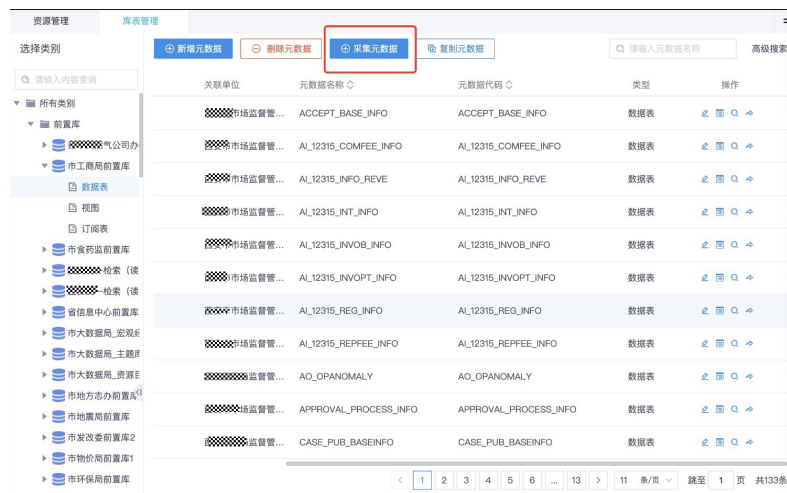 资源管理 库表管理
选择类别 新增元数据 删除元数据 采集元数据 复制元数据 请输入元数据名称 高级搜索
请输入内容查询
关联单位 元数据名称 元数据代码 类型 操作
所有类别
前置库
气公司办
市工商局前置库
数据表
视图
订阅表
市食药监前置库
检索（读
-检索（读
省信息中心前置库
市大数据局_宏观经
市大数据局_主题库
市大数据局_资源目
市地方志办前置库
市地震局前置库
市发改委前置库2
市物价局前置库1
市环保局前置库
市场监督管... ACCEPT_BASE_INFO ACCEPT_BASE_INFO 数据表
市场监督管... AI_12315_COMFEE_INFO AI_12315_COMFEE_INFO 数据表
市场监督管... AI_12315_INFO_REVE AI_12315_INFO_REVE 数据表
市场监督管... AI_12315_INT_INFO AI_12315_INT_INFO 数据表
市场监督管... AI_12315_INVOB_INFO AI_12315_INVOB_INFO 数据表
市场监督管... AI_12315_INVOPT_INFO AI_12315_INVOPT_INFO 数据表
市场监督管... AI_12315_REG_INFO AI_12315_REG_INFO 数据表
市场监督管... AI_12315_REPFEE_INFO AI_12315_REPFEE_INFO 数据表
监督管... AO_OPANOMALY AO_OPANOMALY 数据表
场监督管... APPROVAL_PROCESS_INFO APPROVAL_PROCESS_INFO 数据表
监督管... CASE_PUB_BASEINFO CASE_PUB_BASEINFO 数据表
< 1 2 3 4 5 6 ... 13 > 11 条/页 跳至 1 页 共133条